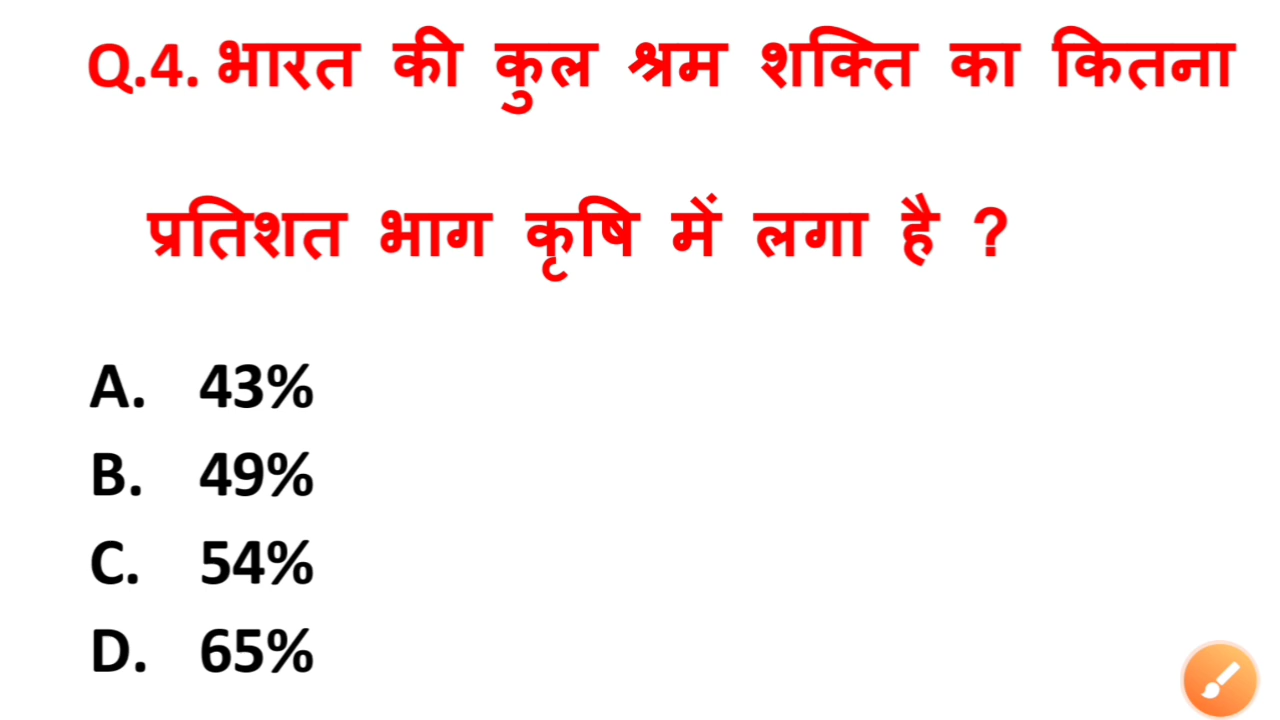 Q.4. भारत की कुल श्रम शक्ति का कितना
प्रतिशत भाग कृषि में लगा है ?
A. 43%
B. 49%
C. 54%
D. 65%